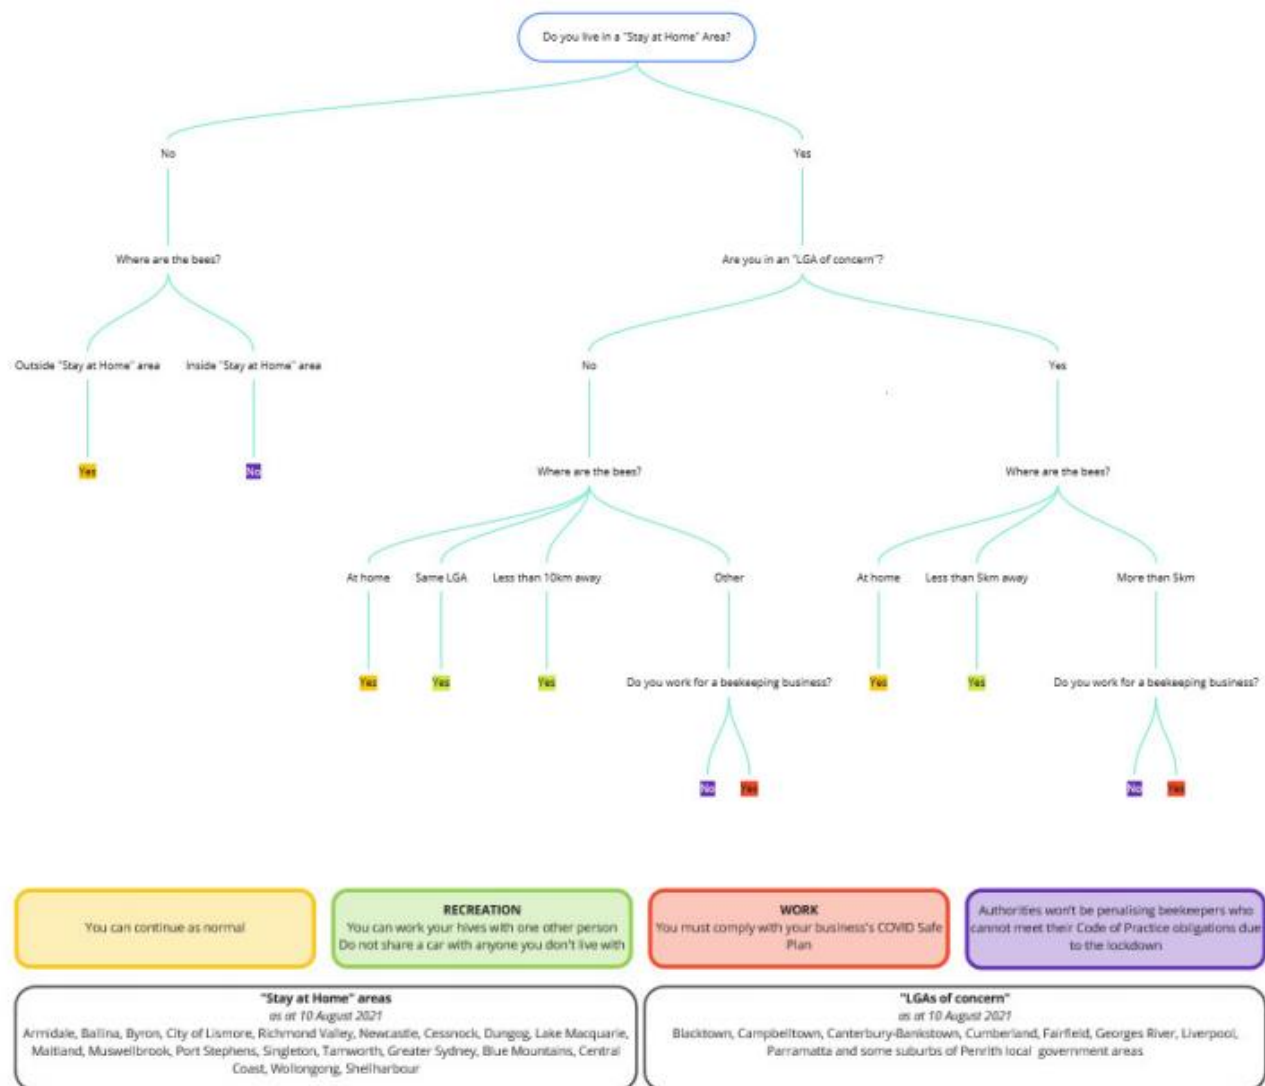 Do you live in a "Stay at Home" Area?
No
Yes
Where are the bees?
Are you in an "LGA of concern"?
Outside "Stay at Home" area
Inside "Stay at Home" area
No
Yes
Yes
No
Where are the bees?
Where are the bees?
At home
Same LGA
Less than 10km away
Other
At home
Less than 5km away
More than 5km
Yes
Yes
Yes
Do you work for a beekeeping business?
Yes
Yes
Do you work for a beekeeping business?
No
Yes
No
Yes
You can continue as normal
RECREATION
You can work your hives with one other person
Do not share a car with anyone you don't live with
WORK
You must comply with your business's COVID Safe
Plan
Authorities won't be penalising beekeepers who
cannot meet their Code of Practice obligations due
to the lockdown
"Stay at Home" areas
as at 10 August 2021
Armidale, Ballina, Byron, City of Lismore, Richmond Valley, Newcastle, Cessnock, Dungog, Lake Macquarie,
Maitland, Muswellbrook, Port Stephens, Singleton, Tamworth, Greater Sydney, Blue Mountains, Central
Coast, Wollongong, Shellharbour
"LGAs of concern"
as at 10 August 2021
Blacktown, Campbelltown, Canterbury-Bankstown, Cumberland, Fairfield, Georges River, Liverpool,
Parramatta and some suburbs of Penrith local government areas